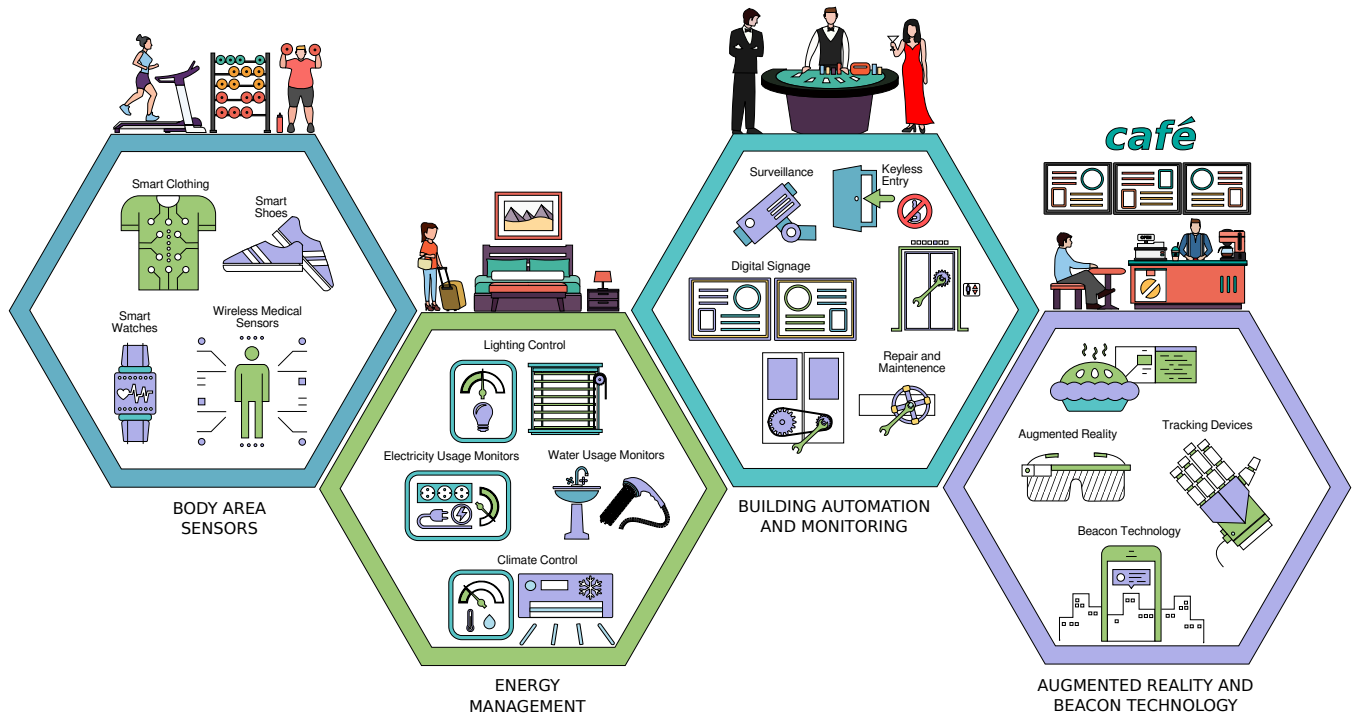 Smart Clothing
Smart
Shoes
Smart
Watches
Wireless Medical
Sensors
BODY AREA
SENSORS
Lighting Control
Electricity Usage Monitors
Water Usage Monitors
Climate Control
ENERGY
MANAGEMENT
Surveillance
Keyless
Entry
Digital Signage
Repair and
Maintenence
BUILDING AUTOMATION
AND MONITORING
café
OPEN
Augmented Reality
Tracking Devices
Beacon Technology
AUGMENTED REALITY AND
BEACON TECHNOLOGY